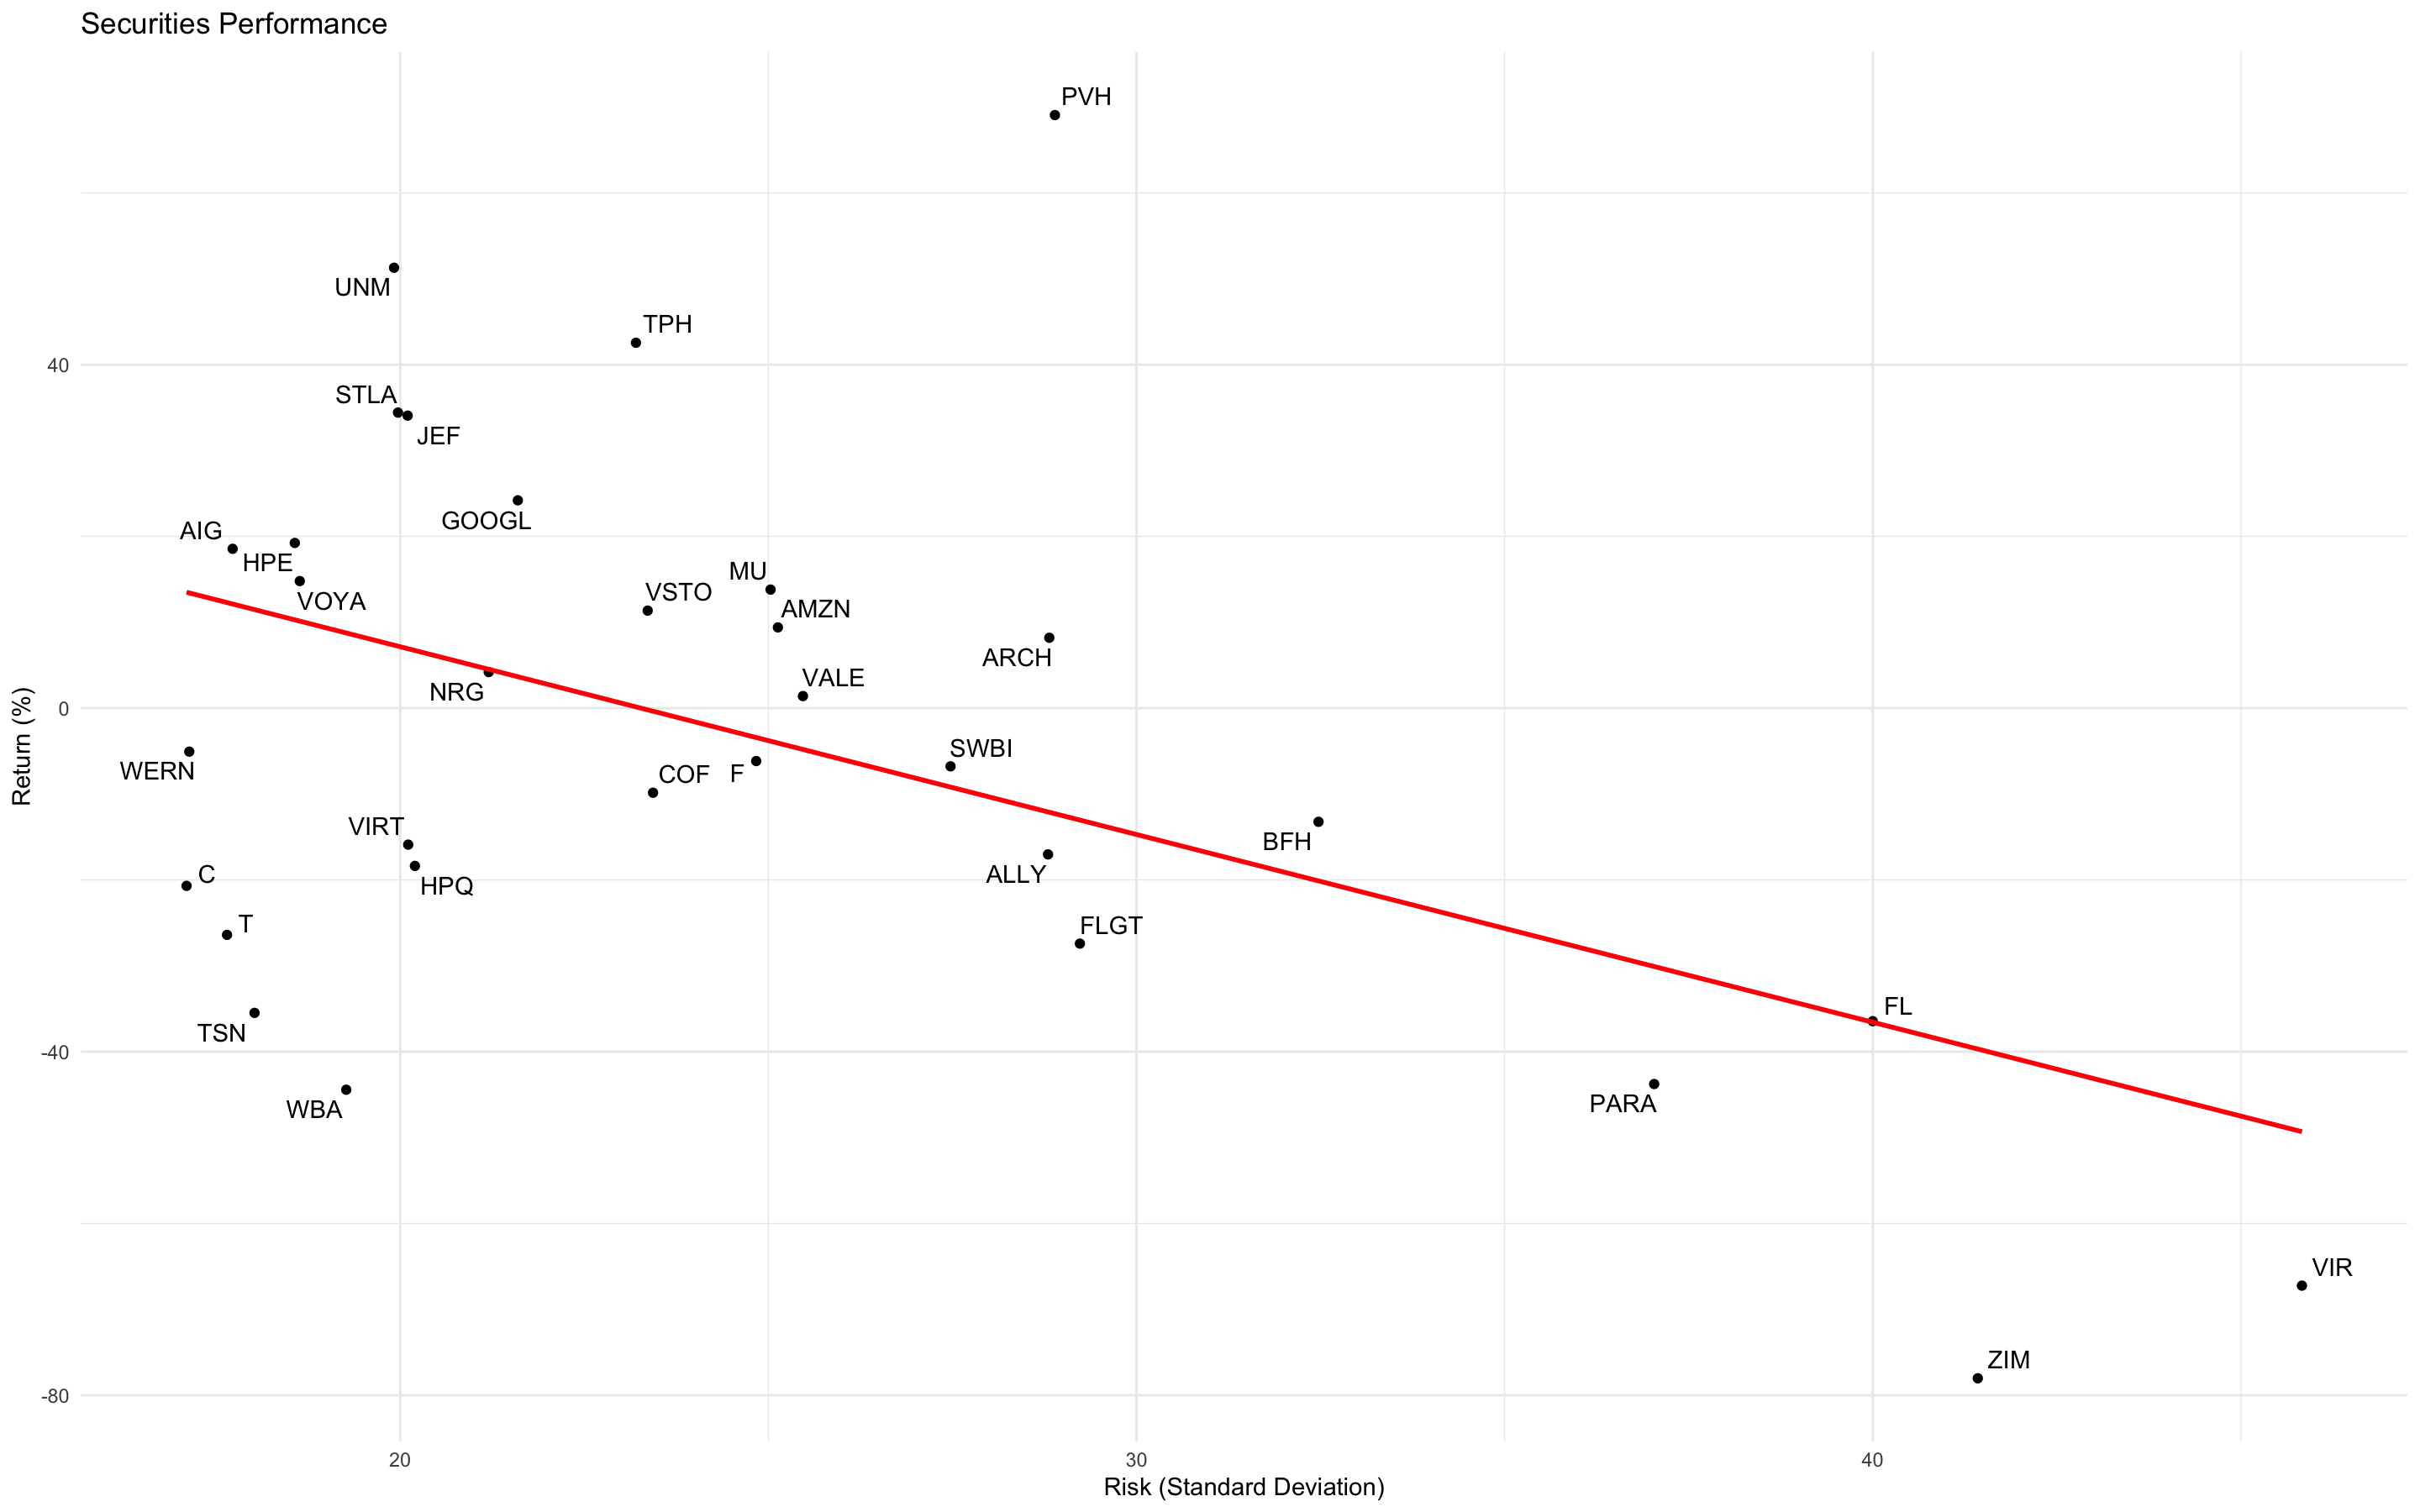 Securities Performance
PVH
UNM
TPH
40
STLA
JEF
GOOGL
AIG
HPE
VOYA
MU
VSTO
AMZN
ARCH
VALE
NRG
0
Return (%)
SWBI
WERN
COF
F
VIRT
BFH
C
HPQ
ALLY
T
FLGT
FL
TSN
-40
PARA
WBA
VIR
ZIM
-80
20
30
40
Risk (Standard Deviation)